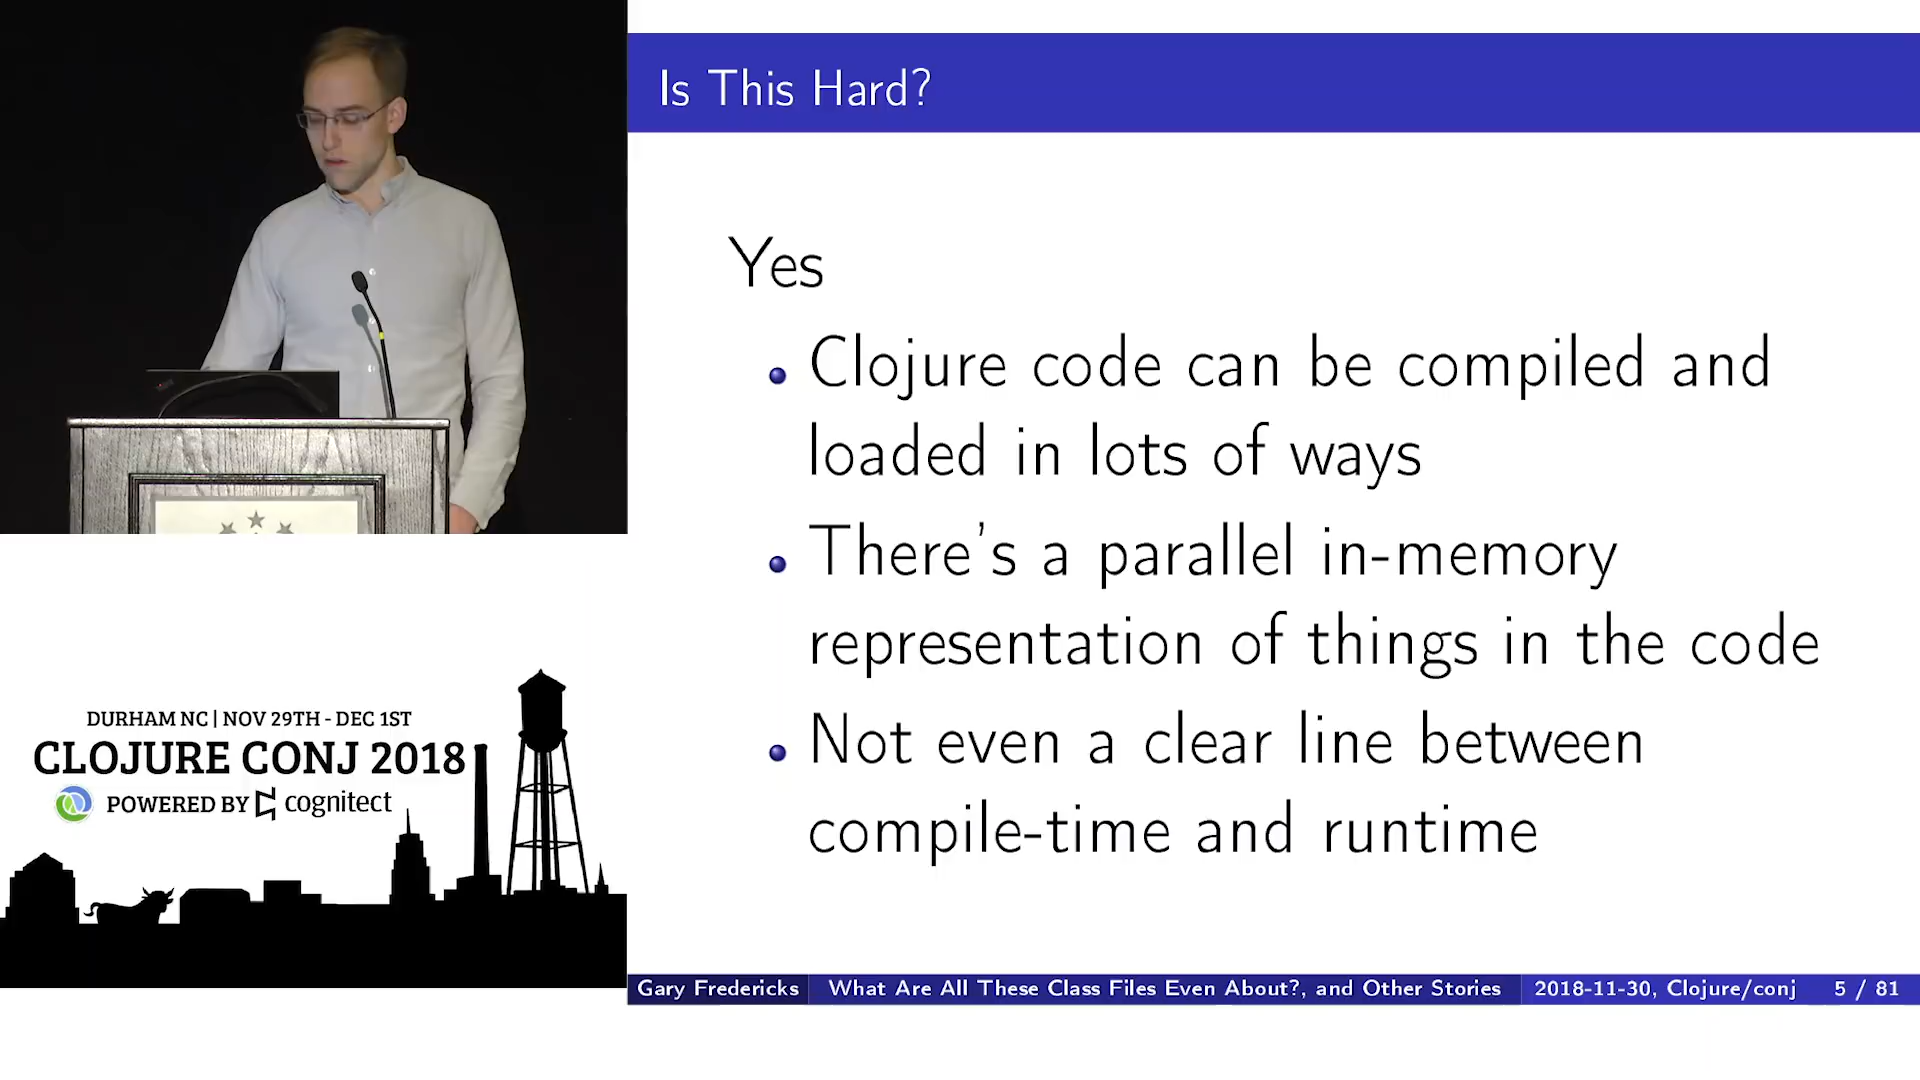 Is This Hard?
Yes
Clojure code can be compiled and
loaded in lots of ways
There's a parallel in-memory
representation of things in the code
Not even a clear line between
compile-time and runtime
DURHAM NC | NOV 29TH - DEC 1ST
CLOJURE CONJ 2018
POWERED BY cognitect
Gary Fredericks What Are All These Class Files Even About?, and Other Stories 2018-11-30, Clojure/conj 5 / 81